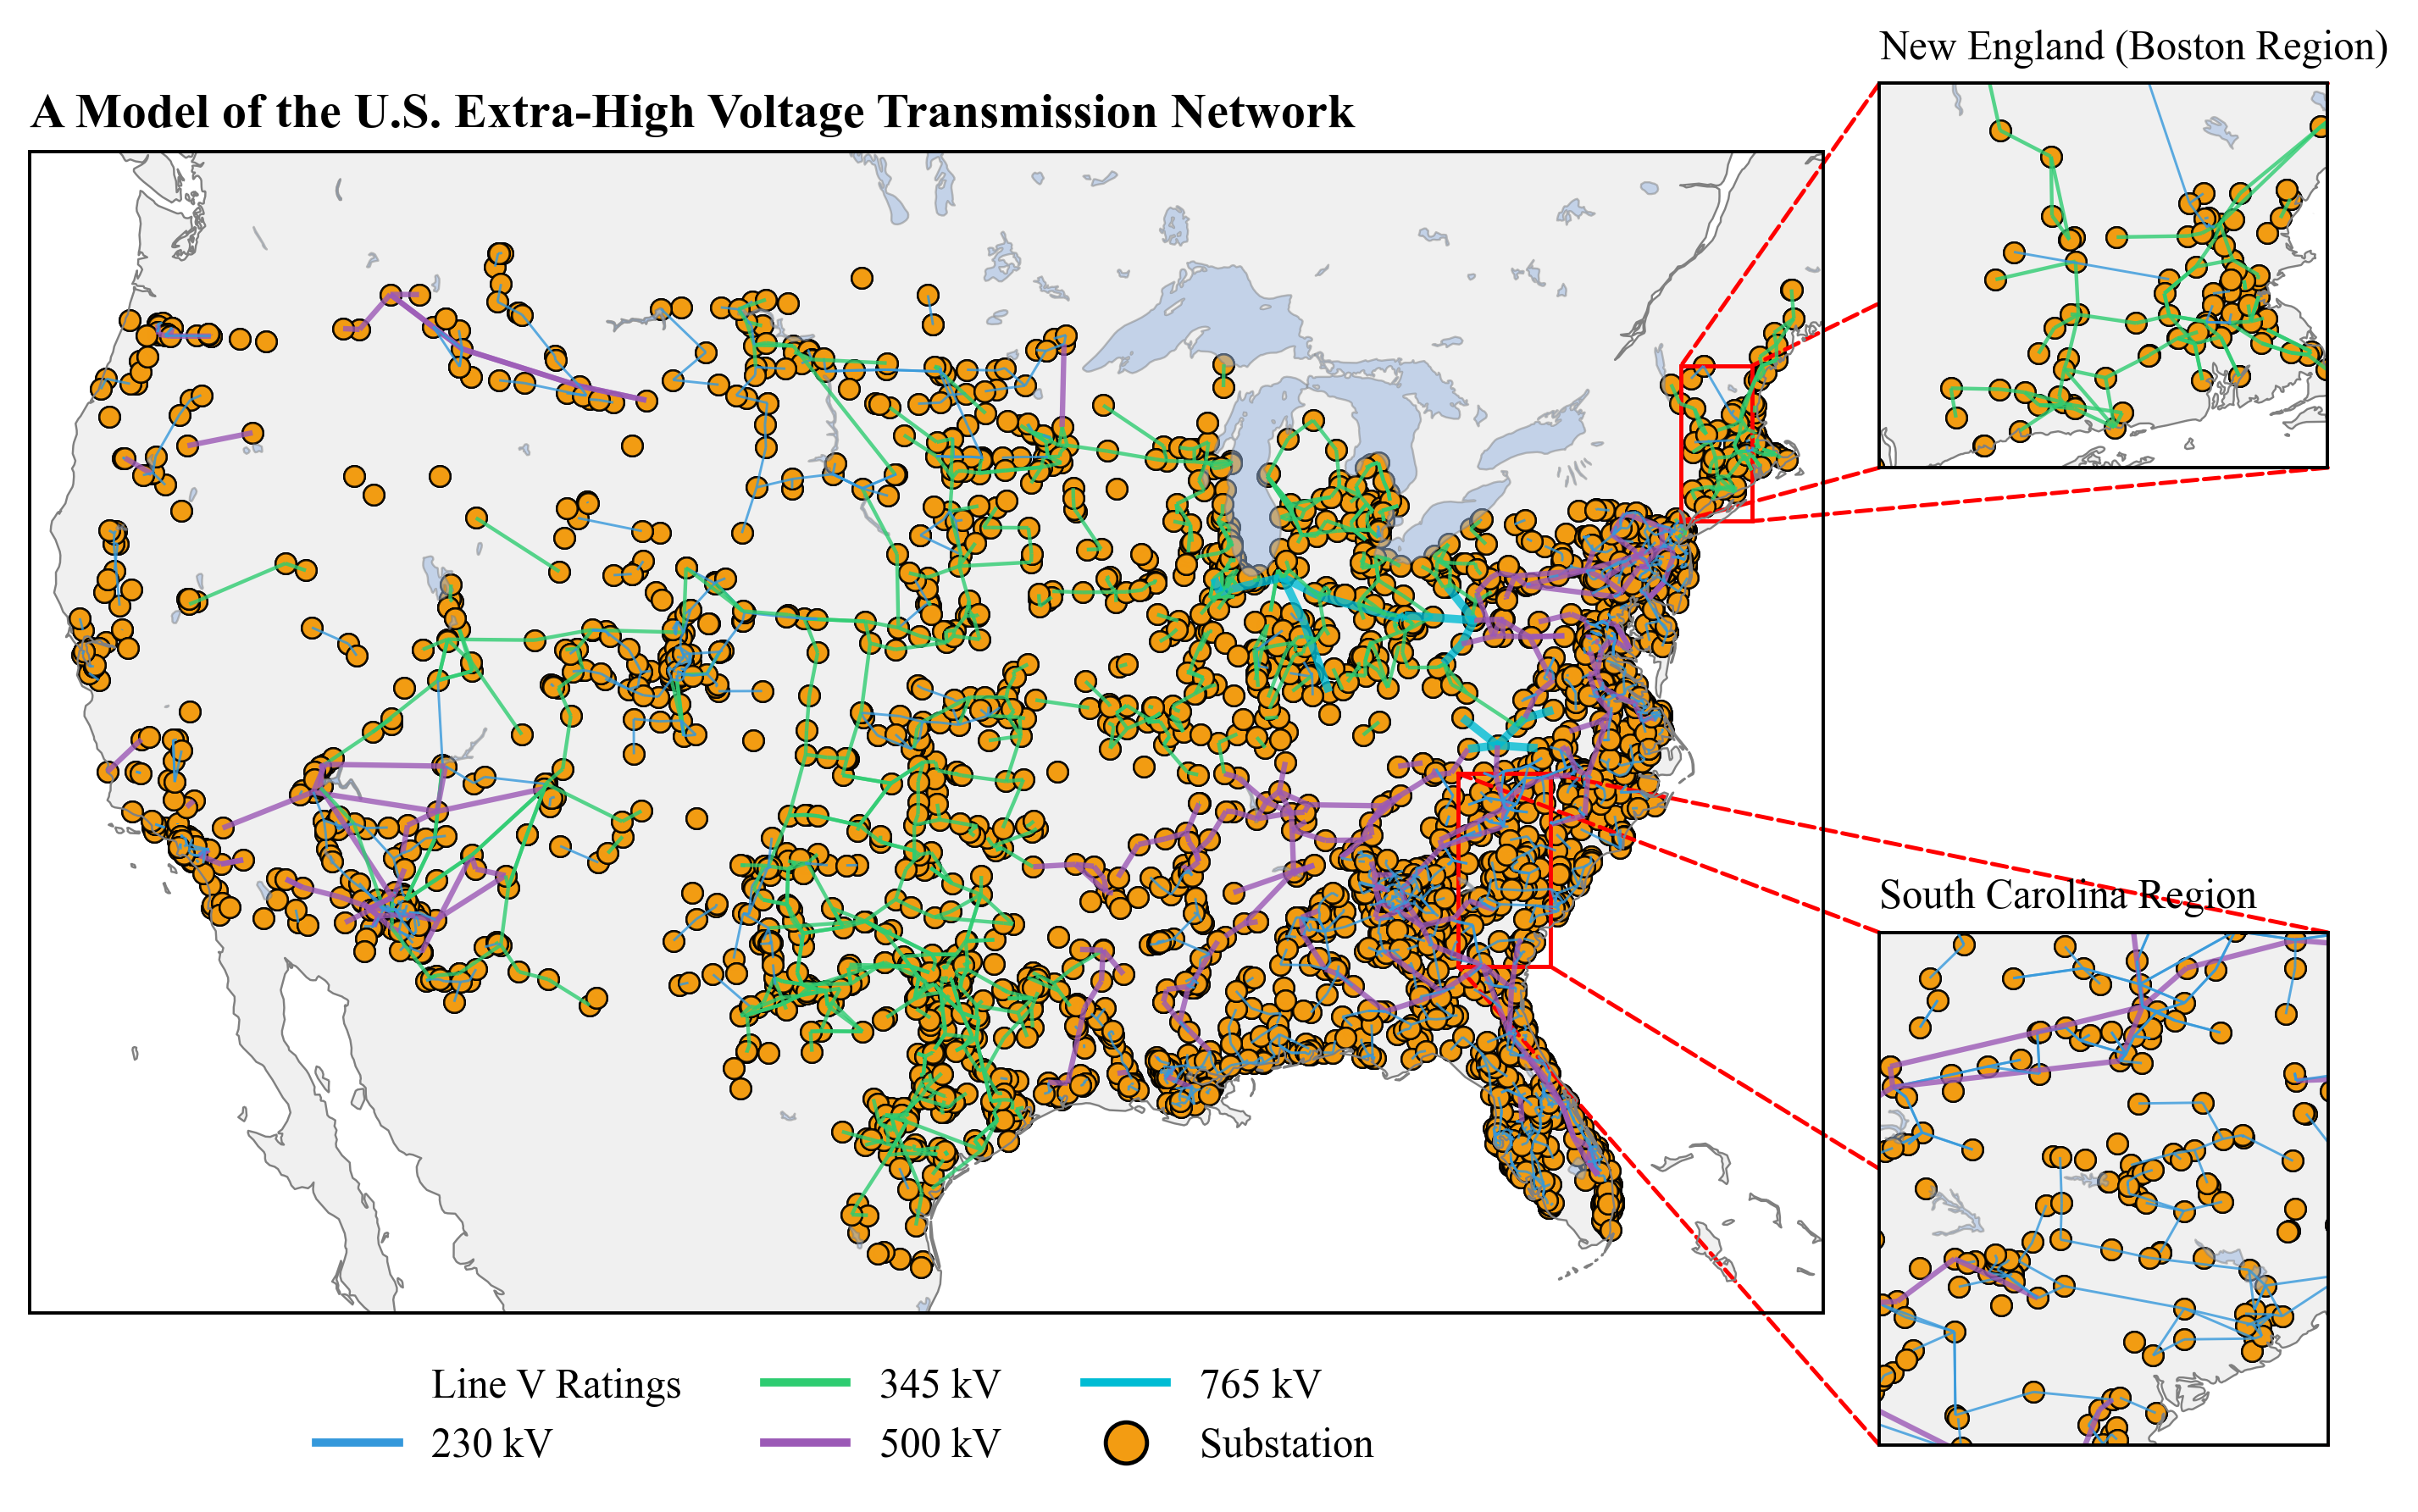 New England (Boston Region)
A Model of the U.S. Extra-High Voltage Transmission Network
South Carolina Region
Line V Ratings
230 kV
345 kV
500 kV
765 kV
Substation